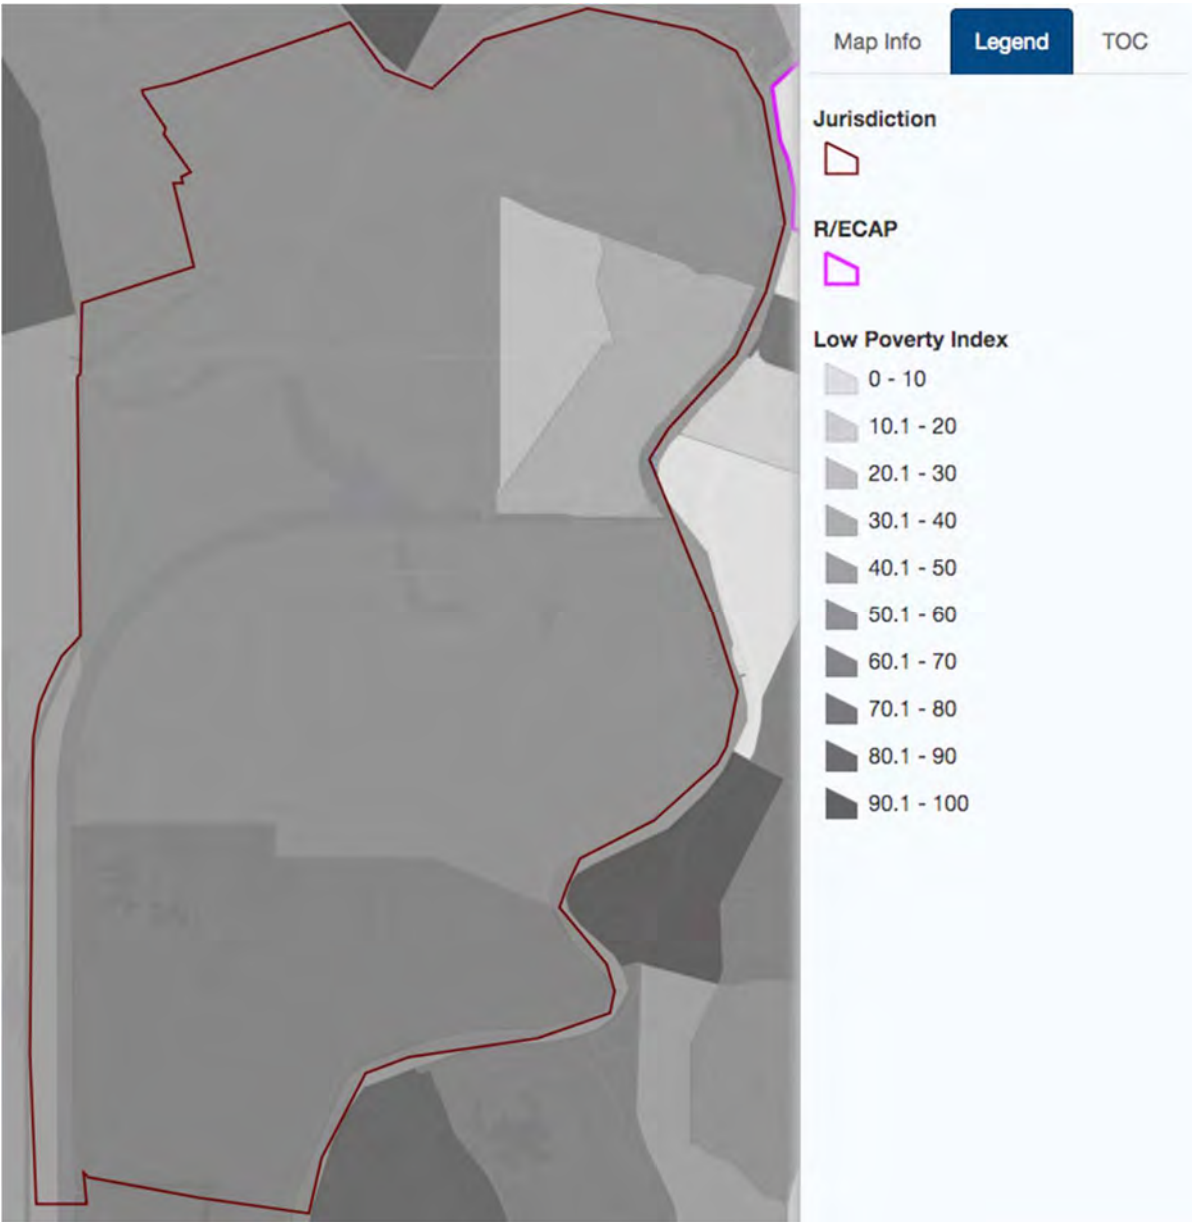 Map Info Legend TOC
Jurisdiction
R/ECAP
Low Poverty Index
0 - 10
10.1 - 20
20.1 - 30
30.1 - 40
40.1 - 50
50.1 - 60
60.1 - 70
70.1 - 80
80.1 - 90
90.1 - 100